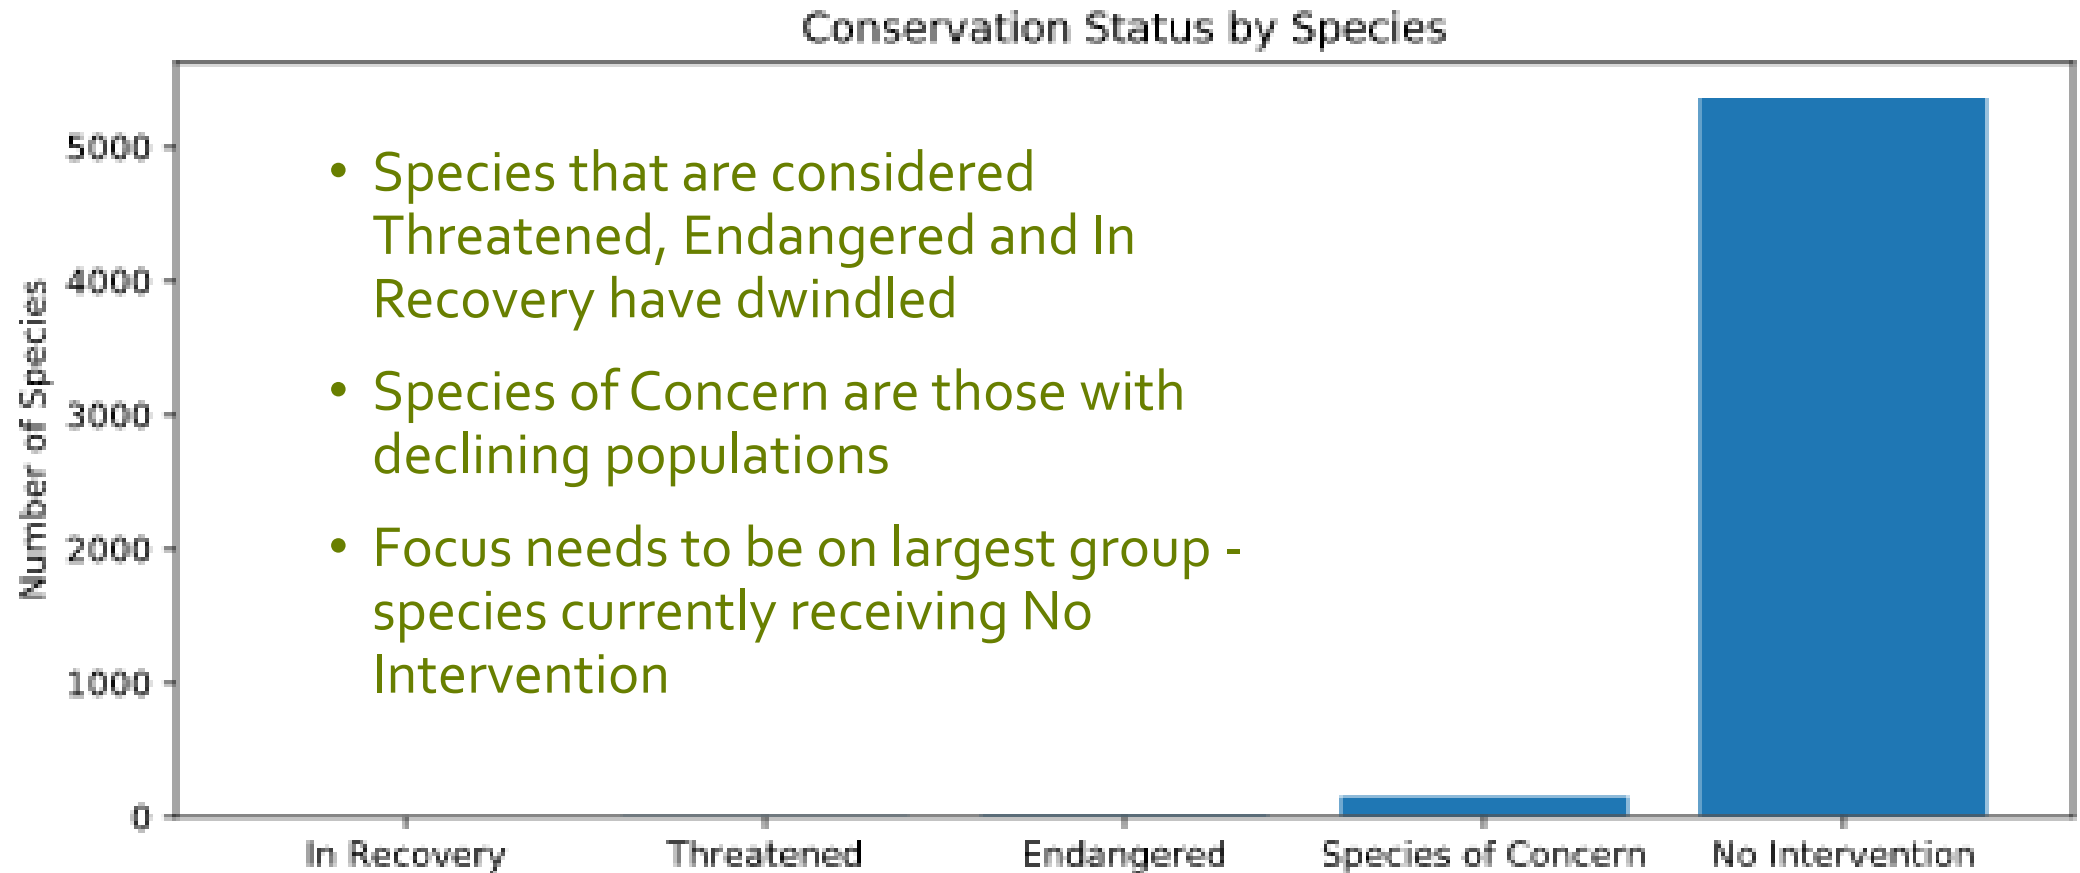 Conservation Status by Species
Number of Species
5000
4000
3000
2000
1000
0
• Species that are considered
Threatened, Endangered and In
Recovery have dwindled
• Species of Concern are those with
declining populations
• Focus needs to be on largest group -
species currently receiving No
Intervention
In Recovery
Threatened
Endangered
Species of Concern
No Intervention